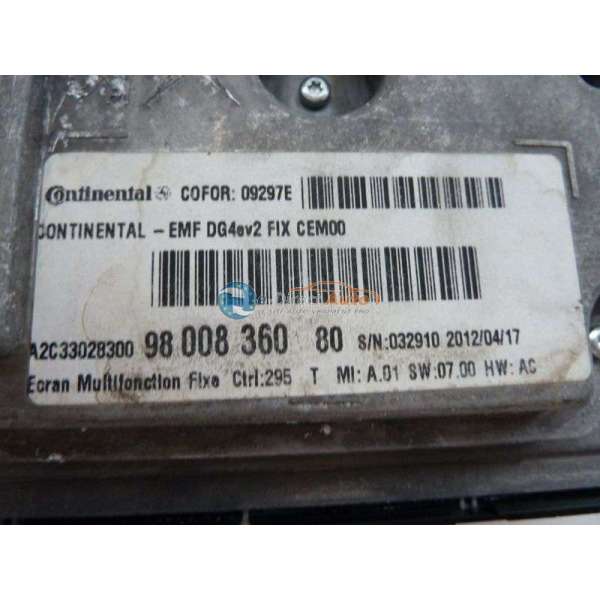 Continental COFOR: 09297E
CONTINENTAL - EMF DG4ev2 FIX CEM00
A2C33028300 98 008 360 80 S/N:032910 2012/04/17
Ecran Multifonction Fixe Ctrl:295 T MI: A.01 SW:07.00 HW: AC